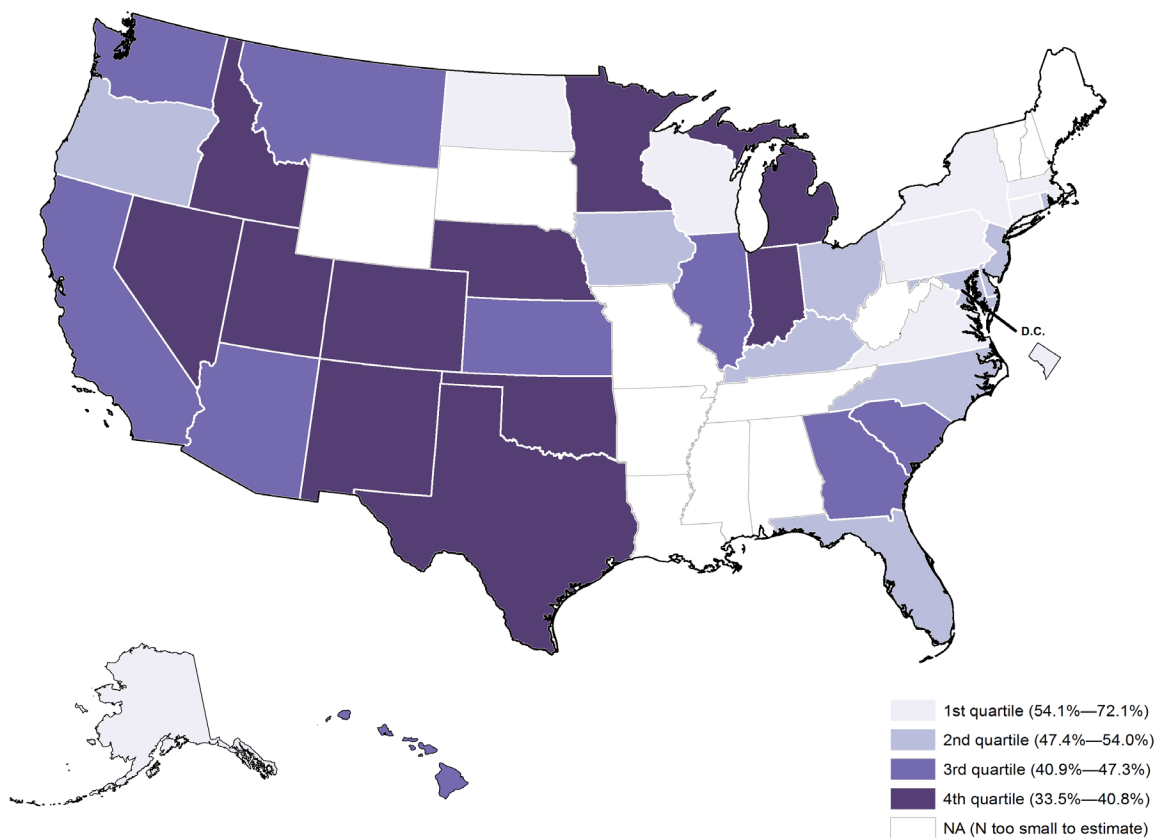 D.C.
1st quartile (54.1%—72.1%)
2nd quartile (47.4%—54.0%)
3rd quartile (40.9%—47.3%)
4th quartile (33.5%—40.8%)
NA (N too small to estimate)